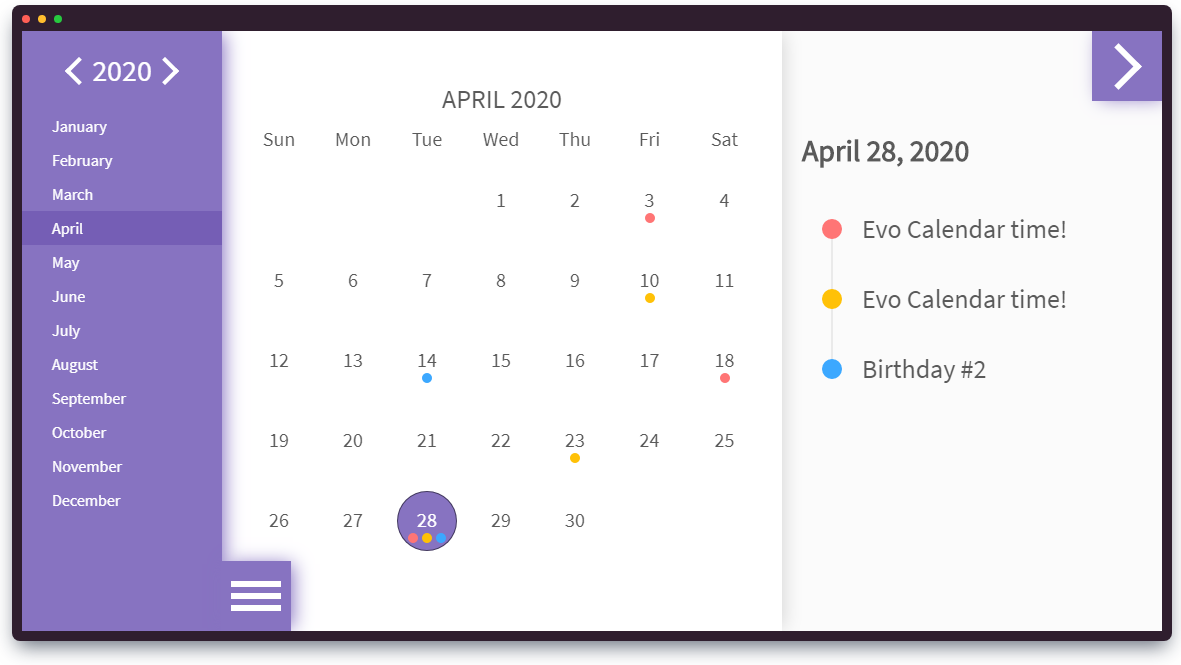 2020
January
February
March
April
May
June
July
August
September
October
November
December
APRIL 2020
Sun Mon Tue Wed Thu Fri Sat
1 2 3 4
5 6 7 8 9 10 11
12 13 14 15 16 17 18
19 20 21 22 23 24 25
26 27 28 29 30
April 28, 2020
Evo Calendar time!
Evo Calendar time!
Birthday #2